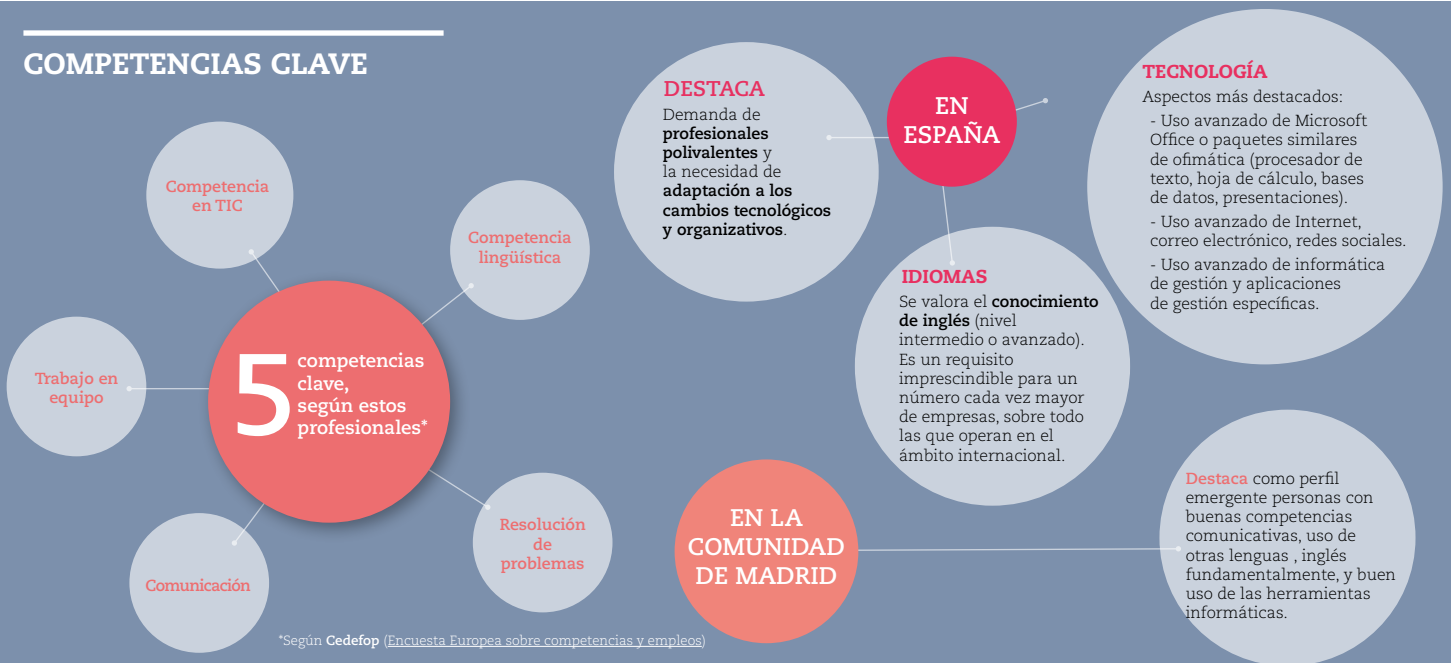 COMPETENCIAS CLAVE
Competencia
en TIC
Competencia
lingüística
Trabajo en
equipo
5
competencias
clave,
según estos
profesionales*
Comunicación
Resolución
de
problemas
*Según Cedefop (Encuesta Europea sobre competencias y empleos)
EN
ESPAÑA
DESTACA
Demanda de
profesionales
polivalentes y
la necesidad de
adaptación a los
cambios tecnológicos
y organizativos.
IDIOMAS
Se valora el conocimiento
de inglés (nivel
intermedio o avanzado).
Es un requisito
imprescindible para un
número cada vez mayor
de empresas, sobre todo
las que operan en el
ámbito internacional.
TECNOLOGÍA
Aspectos más destacados:
- Uso avanzado de Microsoft
Office o paquetes similares
de ofimática (procesador de
texto, hoja de cálculo, bases
de datos, presentaciones).
- Uso avanzado de Internet,
correo electrónico, redes sociales.
- Uso avanzado de informática
de gestión y aplicaciones
de gestión específicas.
EN LA
COMUNIDAD
DE MADRID
Destaca como perfil
emergente personas con
buenas competencias
comunicativas, uso de
otras lenguas , inglés
fundamentalmente, y buen
uso de las herramientas
informáticas.